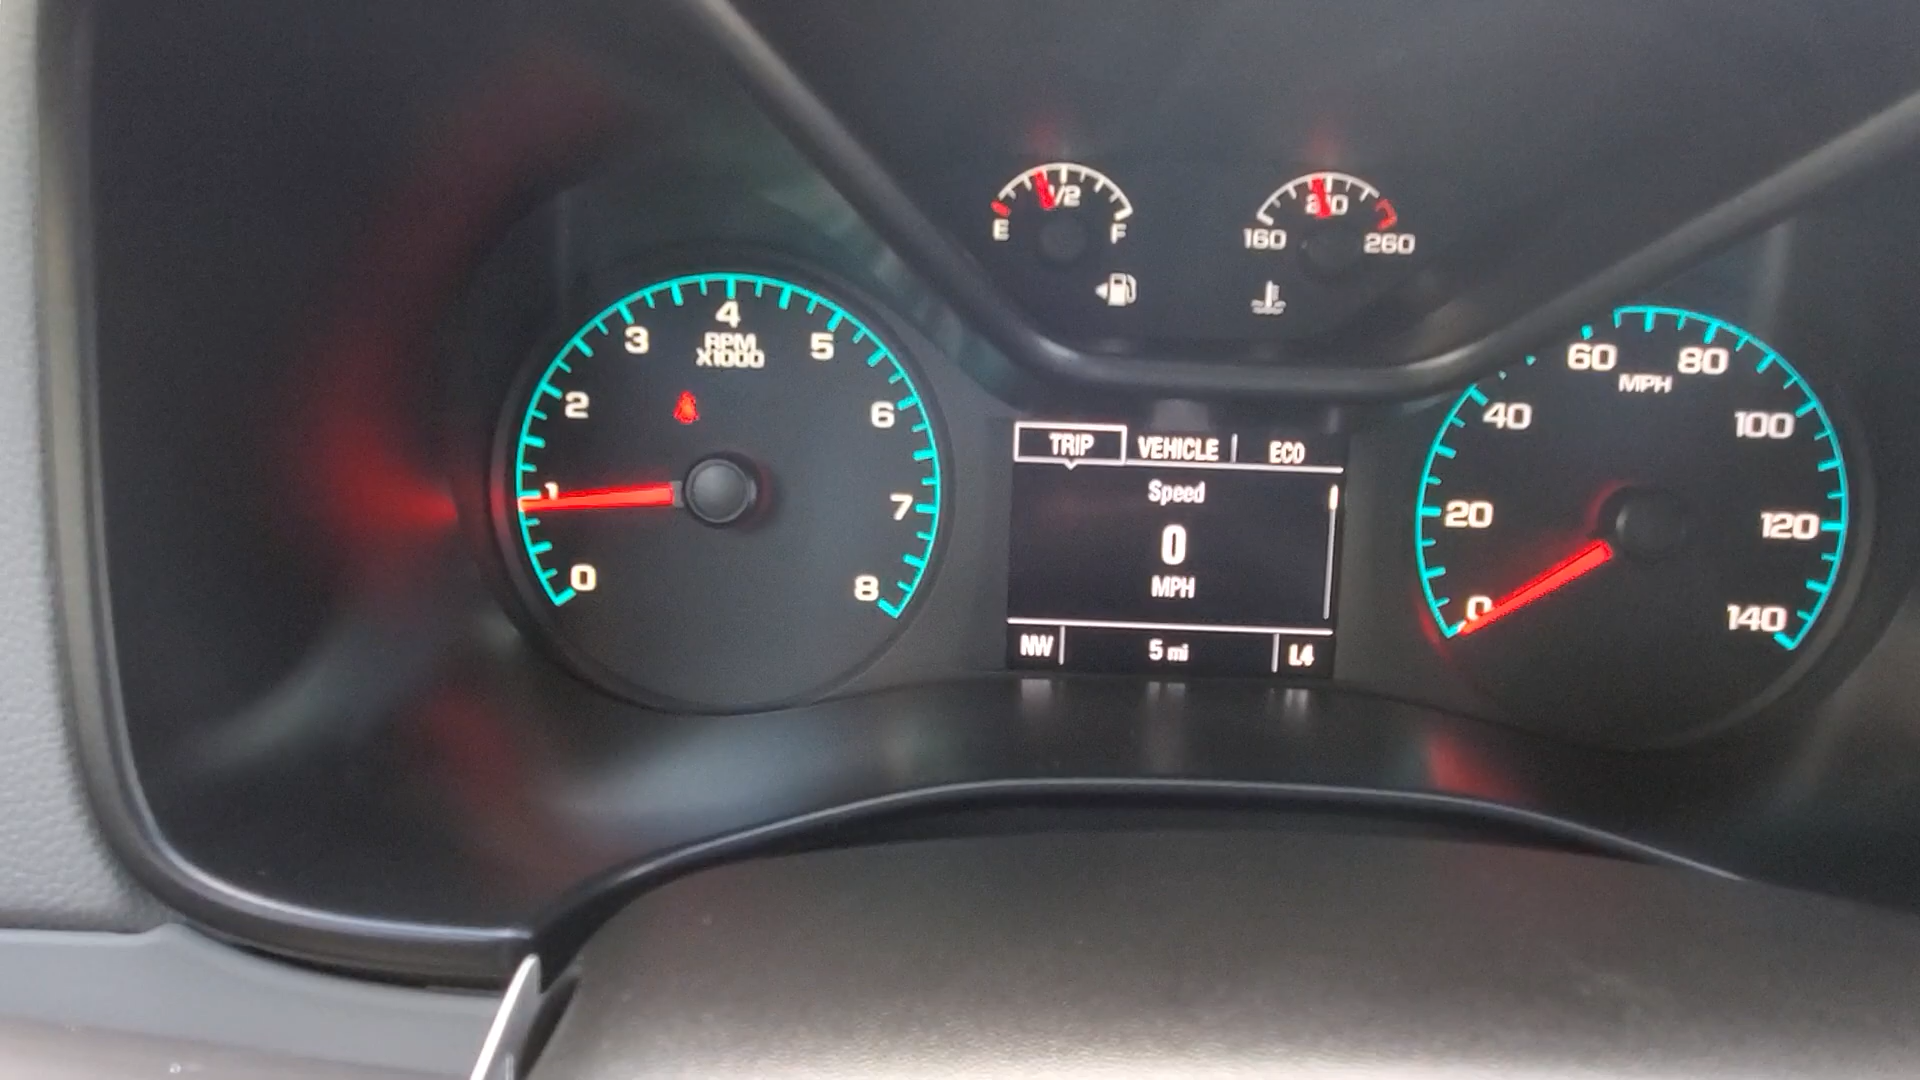 1/2
E F
210
160 260
0 1 2 3 4 5 6 7 8
RPM
X1000
TRIP VEHICLE ECO
Speed
0
MPH
NW 5 mi L4
0 20 40 60 80 100 120 140
MPH